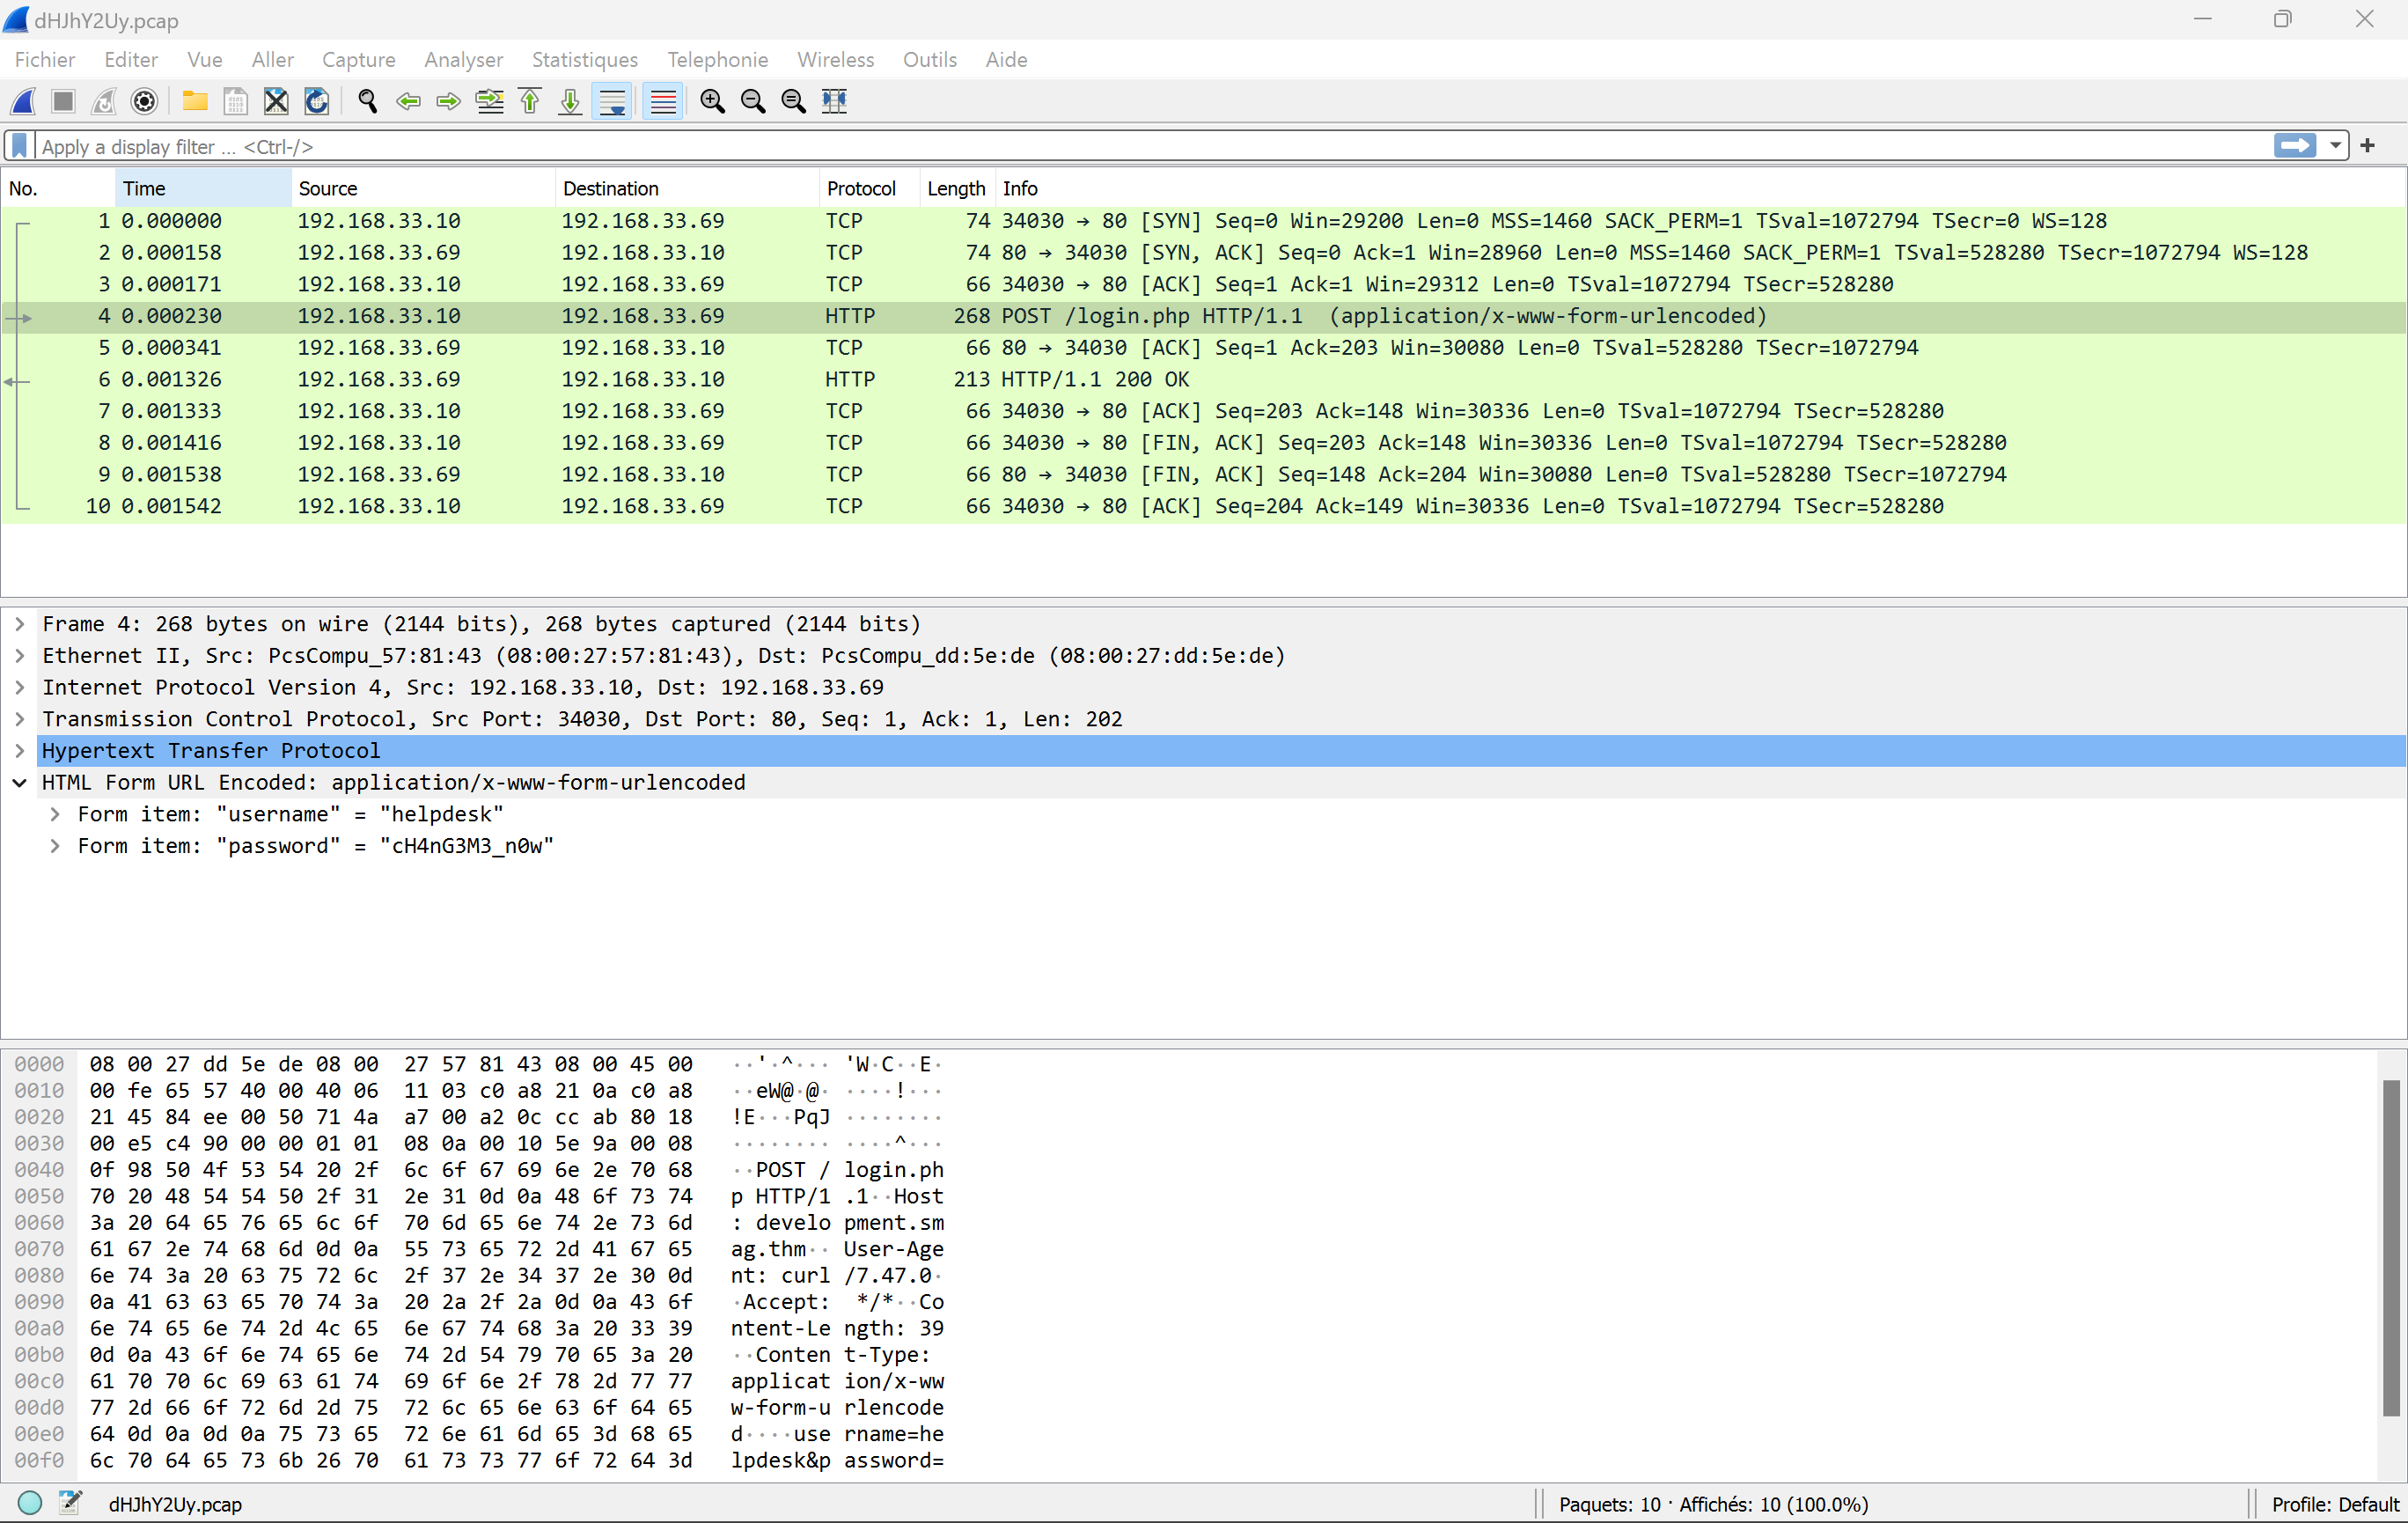 dHJhY2Uy.pcap
Fichier Editer Vue Aller Capture Analyser Statistiques Telephonie Wireless Outils Aide
Apply a display filter ... <Ctrl-/>
No. Time Source Destination Protocol Length Info
1 0.000000 192.168.33.10 192.168.33.69 TCP 74 34030 → 80 [SYN] Seq=0 Win=29200 Len=0 MSS=1460 SACK_PERM=1 TSval=1072794 TSecr=0 WS=128
2 0.000158 192.168.33.69 192.168.33.10 TCP 74 80 → 34030 [SYN, ACK] Seq=0 Ack=1 Win=28960 Len=0 MSS=1460 SACK_PERM=1 TSval=528280 TSecr=1072794 WS=128
3 0.000171 192.168.33.10 192.168.33.69 TCP 66 34030 → 80 [ACK] Seq=1 Ack=1 Win=29312 Len=0 TSval=1072794 TSecr=528280
4 0.000230 192.168.33.10 192.168.33.69 HTTP 268 POST /login.php HTTP/1.1 (application/x-www-form-urlencoded)
5 0.000341 192.168.33.69 192.168.33.10 TCP 66 80 → 34030 [ACK] Seq=1 Ack=203 Win=30080 Len=0 TSval=528280 TSecr=1072794
6 0.001326 192.168.33.69 192.168.33.10 HTTP 213 HTTP/1.1 200 OK
7 0.001333 192.168.33.10 192.168.33.69 TCP 66 34030 → 80 [ACK] Seq=203 Ack=148 Win=30336 Len=0 TSval=1072794 TSecr=528280
8 0.001416 192.168.33.10 192.168.33.69 TCP 66 34030 → 80 [FIN, ACK] Seq=203 Ack=148 Win=30336 Len=0 TSval=1072794 TSecr=528280
9 0.001538 192.168.33.69 192.168.33.10 TCP 66 80 → 34030 [FIN, ACK] Seq=148 Ack=204 Win=30080 Len=0 TSval=528280 TSecr=1072794
10 0.001542 192.168.33.10 192.168.33.69 TCP 66 34030 → 80 [ACK] Seq=204 Ack=149 Win=30336 Len=0 TSval=1072794 TSecr=528280
Frame 4: 268 bytes on wire (2144 bits), 268 bytes captured (2144 bits)
Ethernet II, Src: PcsCompu_57:81:43 (08:00:27:57:81:43), Dst: PcsCompu_dd:5e:de (08:00:27:dd:5e:de)
Internet Protocol Version 4, Src: 192.168.33.10, Dst: 192.168.33.69
Transmission Control Protocol, Src Port: 34030, Dst Port: 80, Seq: 1, Ack: 1, Len: 202
Hypertext Transfer Protocol
HTML Form URL Encoded: application/x-www-form-urlencoded
Form item: "username" = "helpdesk"
Form item: "password" = "cH4nG3M3_n0w"
0000 08 00 27 dd 5e de 08 00 27 57 81 43 08 00 45 00 ··'·^··· 'W·C··E·
0010 00 fe 65 57 40 00 40 06 11 03 c0 a8 21 0a c0 a8 ··eW@·@· ····!···
0020 21 45 84 ee 00 50 71 4a a7 00 a2 0c cc ab 80 18 !E···PqJ ········
0030 00 e5 c4 90 00 00 01 01 08 0a 00 10 5e 9a 00 08 ········ ····^···
0040 0f 98 50 4f 53 54 20 2f 6c 6f 67 69 6e 2e 70 68 ··POST / login.ph
0050 70 20 48 54 54 50 2f 31 2e 31 0d 0a 48 6f 73 74 p HTTP/1 .1··Host
0060 3a 20 64 65 76 65 6c 6f 70 6d 65 6e 74 2e 73 6d : develo pment.sm
0070 61 67 2e 74 68 6d 0d 0a 55 73 65 72 2d 41 67 65 ag.thm·· User-Age
0080 6e 74 3a 20 63 75 72 6c 2f 37 2e 34 37 2e 30 0d nt: curl /7.47.0·
0090 0a 41 63 63 65 70 74 3a 20 2a 2f 2a 0d 0a 43 6f ·Accept: */*··Co
00a0 6e 74 65 6e 74 2d 4c 65 6e 67 74 68 3a 20 33 39 ntent-Le ngth: 39
00b0 0d 0a 43 6f 6e 74 65 6e 74 2d 54 79 70 65 3a 20 ··Conten t-Type:
00c0 61 70 70 6c 69 63 61 74 69 6f 6e 2f 78 2d 77 77 applicat ion/x-ww
00d0 77 2d 66 6f 72 6d 2d 75 72 6c 65 6e 63 6f 64 65 w-form-u rlencode
00e0 64 0d 0a 0d 0a 75 73 65 72 6e 61 6d 65 3d 68 65 d····use rname=he
00f0 6c 70 64 65 73 6b 26 70 61 73 73 77 6f 72 64 3d lpdesk&p assword=
dHJhY2Uy.pcap Paquets: 10 · Affichés: 10 (100.0%) Profile: Default